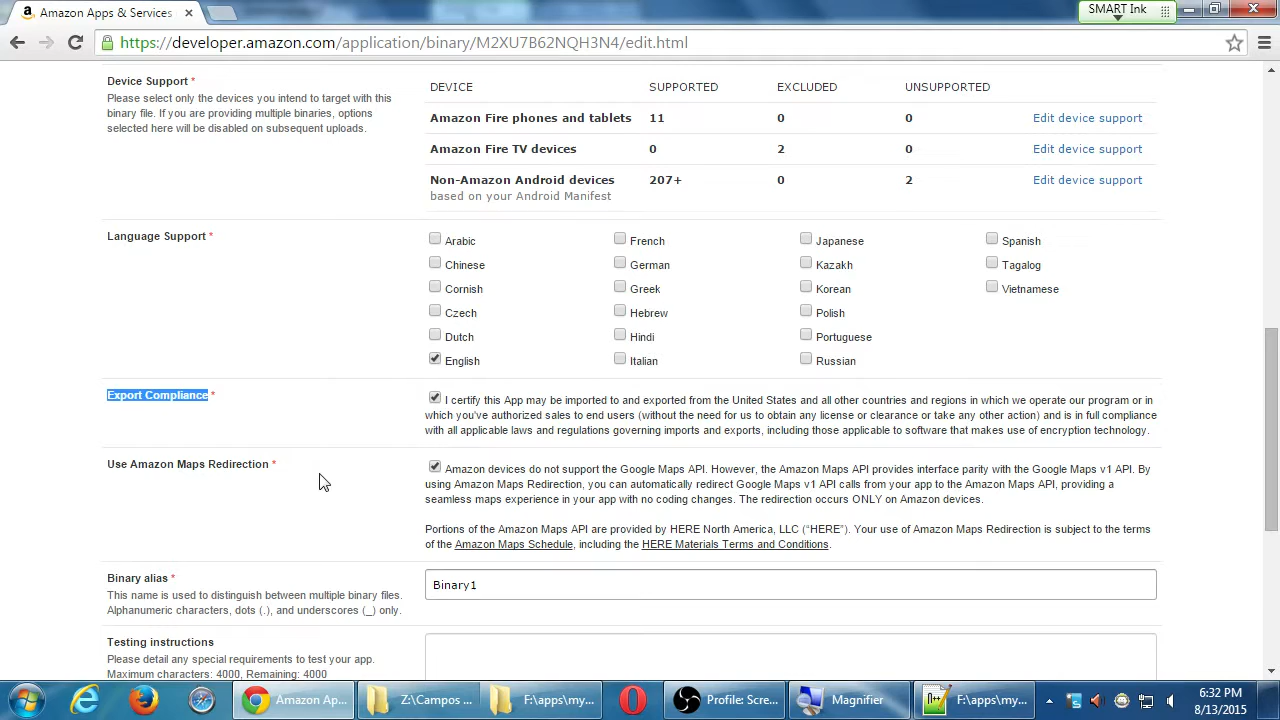 Amazon Apps & Services
SMART Ink
https://developer.amazon.com/application/binary/M2XU7B62NQH3N4/edit.html
Device Support *
Please select only the devices you intend to target with this
binary file. If you are providing multiple binaries, options
selected here will be disabled on subsequent uploads.
DEVICE SUPPORTED EXCLUDED UNSUPPORTED
Amazon Fire phones and tablets 11 0 0 Edit device support
Amazon Fire TV devices 0 2 0 Edit device support
Non-Amazon Android devices 207+ 0 2 Edit device support
based on your Android Manifest
Language Support *
Arabic French Japanese Spanish
Chinese German Kazakh Tagalog
Cornish Greek Korean Vietnamese
Czech Hebrew Polish
Dutch Hindi Portuguese
English Italian Russian
Export Compliance *
I certify this App may be imported to and exported from the United States and all other countries and regions in which we operate our program or in
which you've authorized sales to end users (without the need for us to obtain any license or clearance or take any other action) and is in full compliance
with all applicable laws and regulations governing imports and exports, including those applicable to software that makes use of encryption technology.
Use Amazon Maps Redirection *
Amazon devices do not support the Google Maps API. However, the Amazon Maps API provides interface parity with the Google Maps v1 API. By
using Amazon Maps Redirection, you can automatically redirect Google Maps v1 API calls from your app to the Amazon Maps API, providing a
seamless maps experience in your app with no coding changes. The redirection occurs ONLY on Amazon devices.
Portions of the Amazon Maps API are provided by HERE North America, LLC (“HERE”). Your use of Amazon Maps Redirection is subject to the terms
of the Amazon Maps Schedule, including the HERE Materials Terms and Conditions.
Binary alias *
This name is used to distinguish between multiple binary files.
Alphanumeric characters, dots (.), and underscores (_) only.
Binary1
Testing instructions
Please detail any special requirements to test your app.
Maximum characters: 4000, Remaining: 4000
Amazon Ap... Z:\Campos ... F:\apps\my... Profile: Scre... Magnifier F:\apps\my...
6:32 PM
8/13/2015